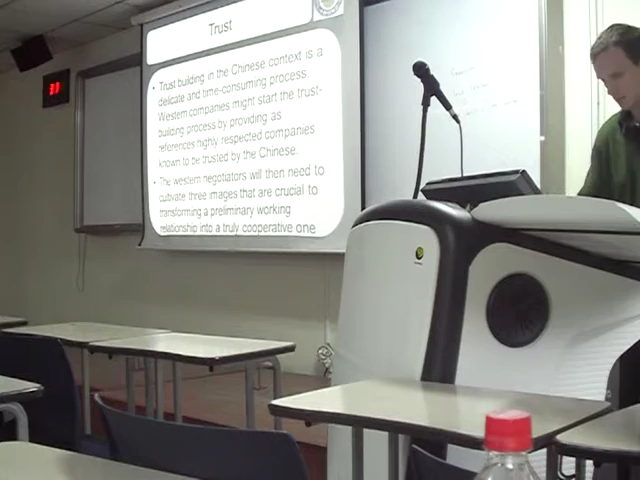 Trust
• Trust building in the Chinese context is a
delicate and time-consuming process.
Western companies might start the trust-
building process by providing as
references highly respected companies
known to be trusted by the Chinese.
• The western negotiators will then need to
cultivate three images that are crucial to
transforming a preliminary working
relationship into a truly cooperative one